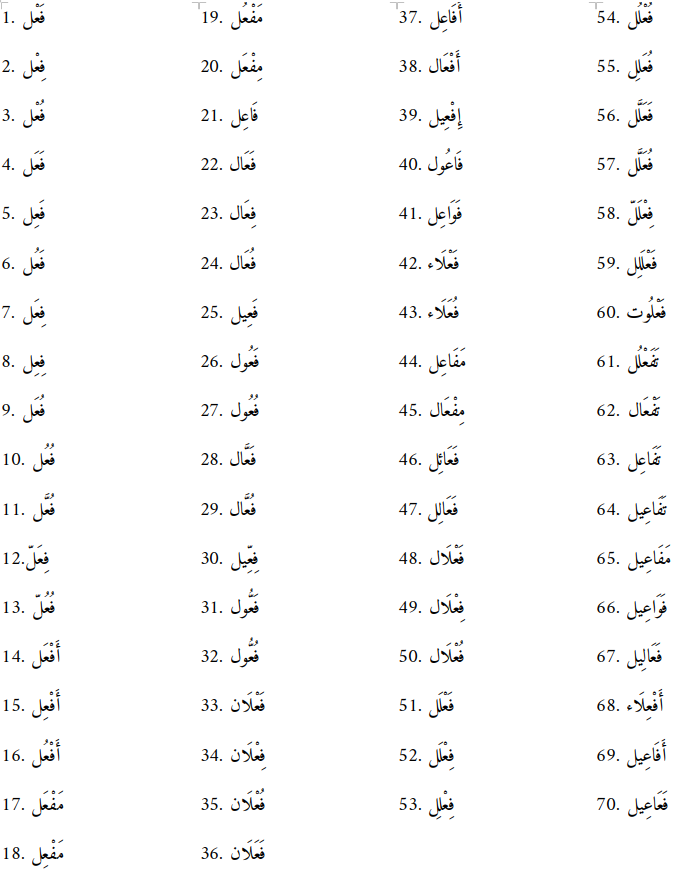 1. فَعْل
2. فِعْل
3. فُعْل
4. فَعَل
5. فَعِل
6. فَعُل
7. فِعَل
8. فِعِل
9. فُعَل
10. فُعُل
11. فُعَّل
12. فِعَلّ
13. فُعُلّ
14. أَفْعَل
15. أَفْعِل
16. أَفْعُل
17. مَفْعَل
18. مَفْعِل
19. مَفْعُل
20. مِفْعَل
21. فَاعِل
22. فَعَال
23. فِعَال
24. فُعَال
25. فَعِيل
26. فَعُول
27. فُعُول
28. فَعَّال
29. فُعَّال
30. فِعِّيل
31. فَعُّول
32. فُعُّول
33. فَعْلَان
34. فِعْلَان
35. فُعْلَان
36. فَعَلَان
37. أَفَاعِل
38. أَفْعَال
39. إِفْعِيل
40. فَاعُول
41. فَوَاعِل
42. فَعْلَاء
43. فُعَلَاء
44. مَفَاعِل
45. مِفْعَال
46. فَعَائِل
47. فَعَالِل
48. فَعْلَال
49. فِعْلَال
50. فُعْلَال
51. فَعْلَل
52. فِعْلَل
53. فِعْلِل
54. فُعْلُل
55. فُعَلِل
56. فَعَلَّل
57. فُعَلَّل
58. فِعْلَلّ
59. فَعْلَلِل
60. فَعْلُوت
61. تَفَعْلُل
62. تَفْعَال
63. تَفَاعِل
64. تَفَاعِيل
65. مَفَاعِيل
66. فَوَاعِيل
67. فَعَالِيل
68. أَفْعِلَاء
69. أَفَاعِيل
70. فَعَاعِيل